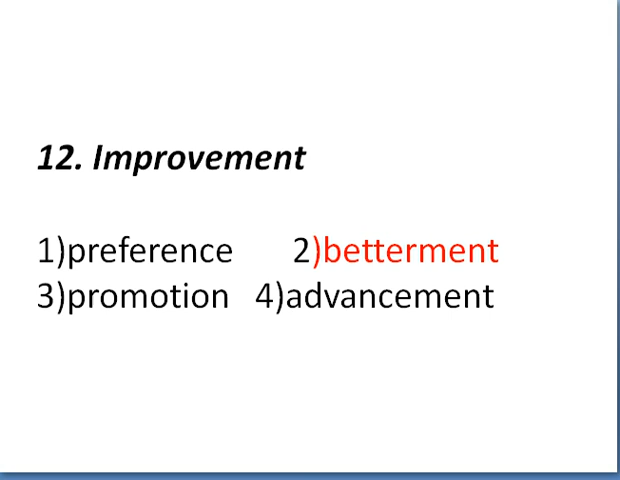 12. Improvement
1)preference 2)betterment
3)promotion 4)advancement